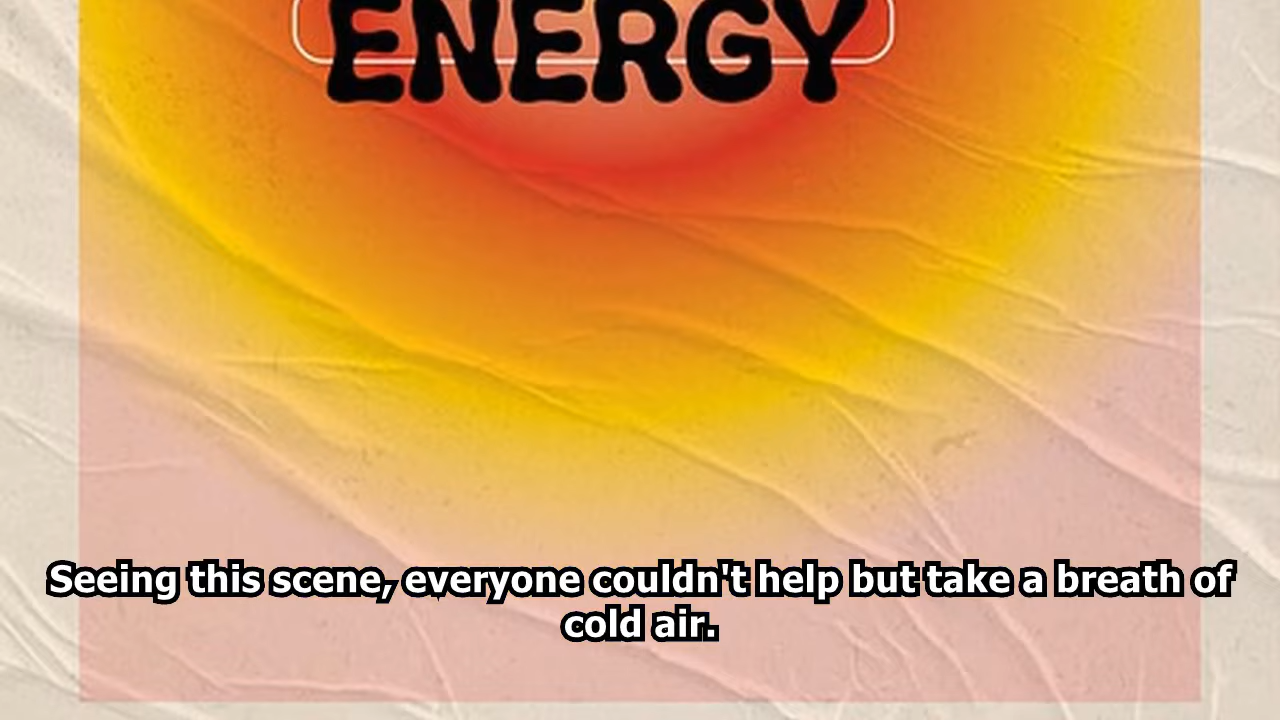 ENERGY
Seeing this scene, everyone couldn't help but take a breath of
cold air.